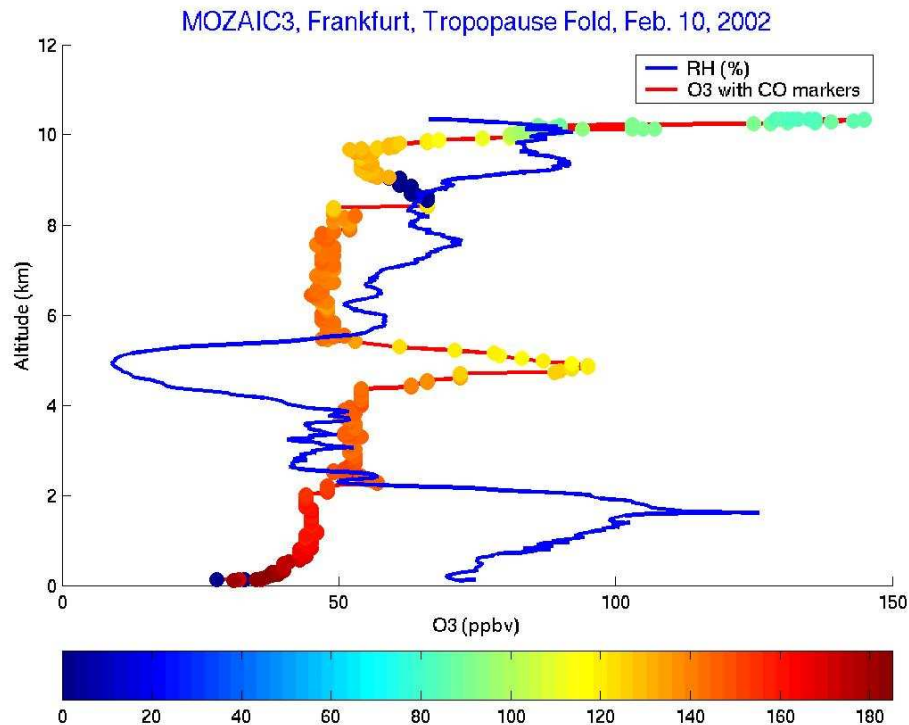 MOZAIC3, Frankfurt, Tropopause Fold, Feb. 10, 2002
12
10
8
6
4
2
0
Altitude (km)
RH (%)
O3 with CO markers
0 50 100 150
O3 (ppbv)
0 20 40 60 80 100 120 140 160 180